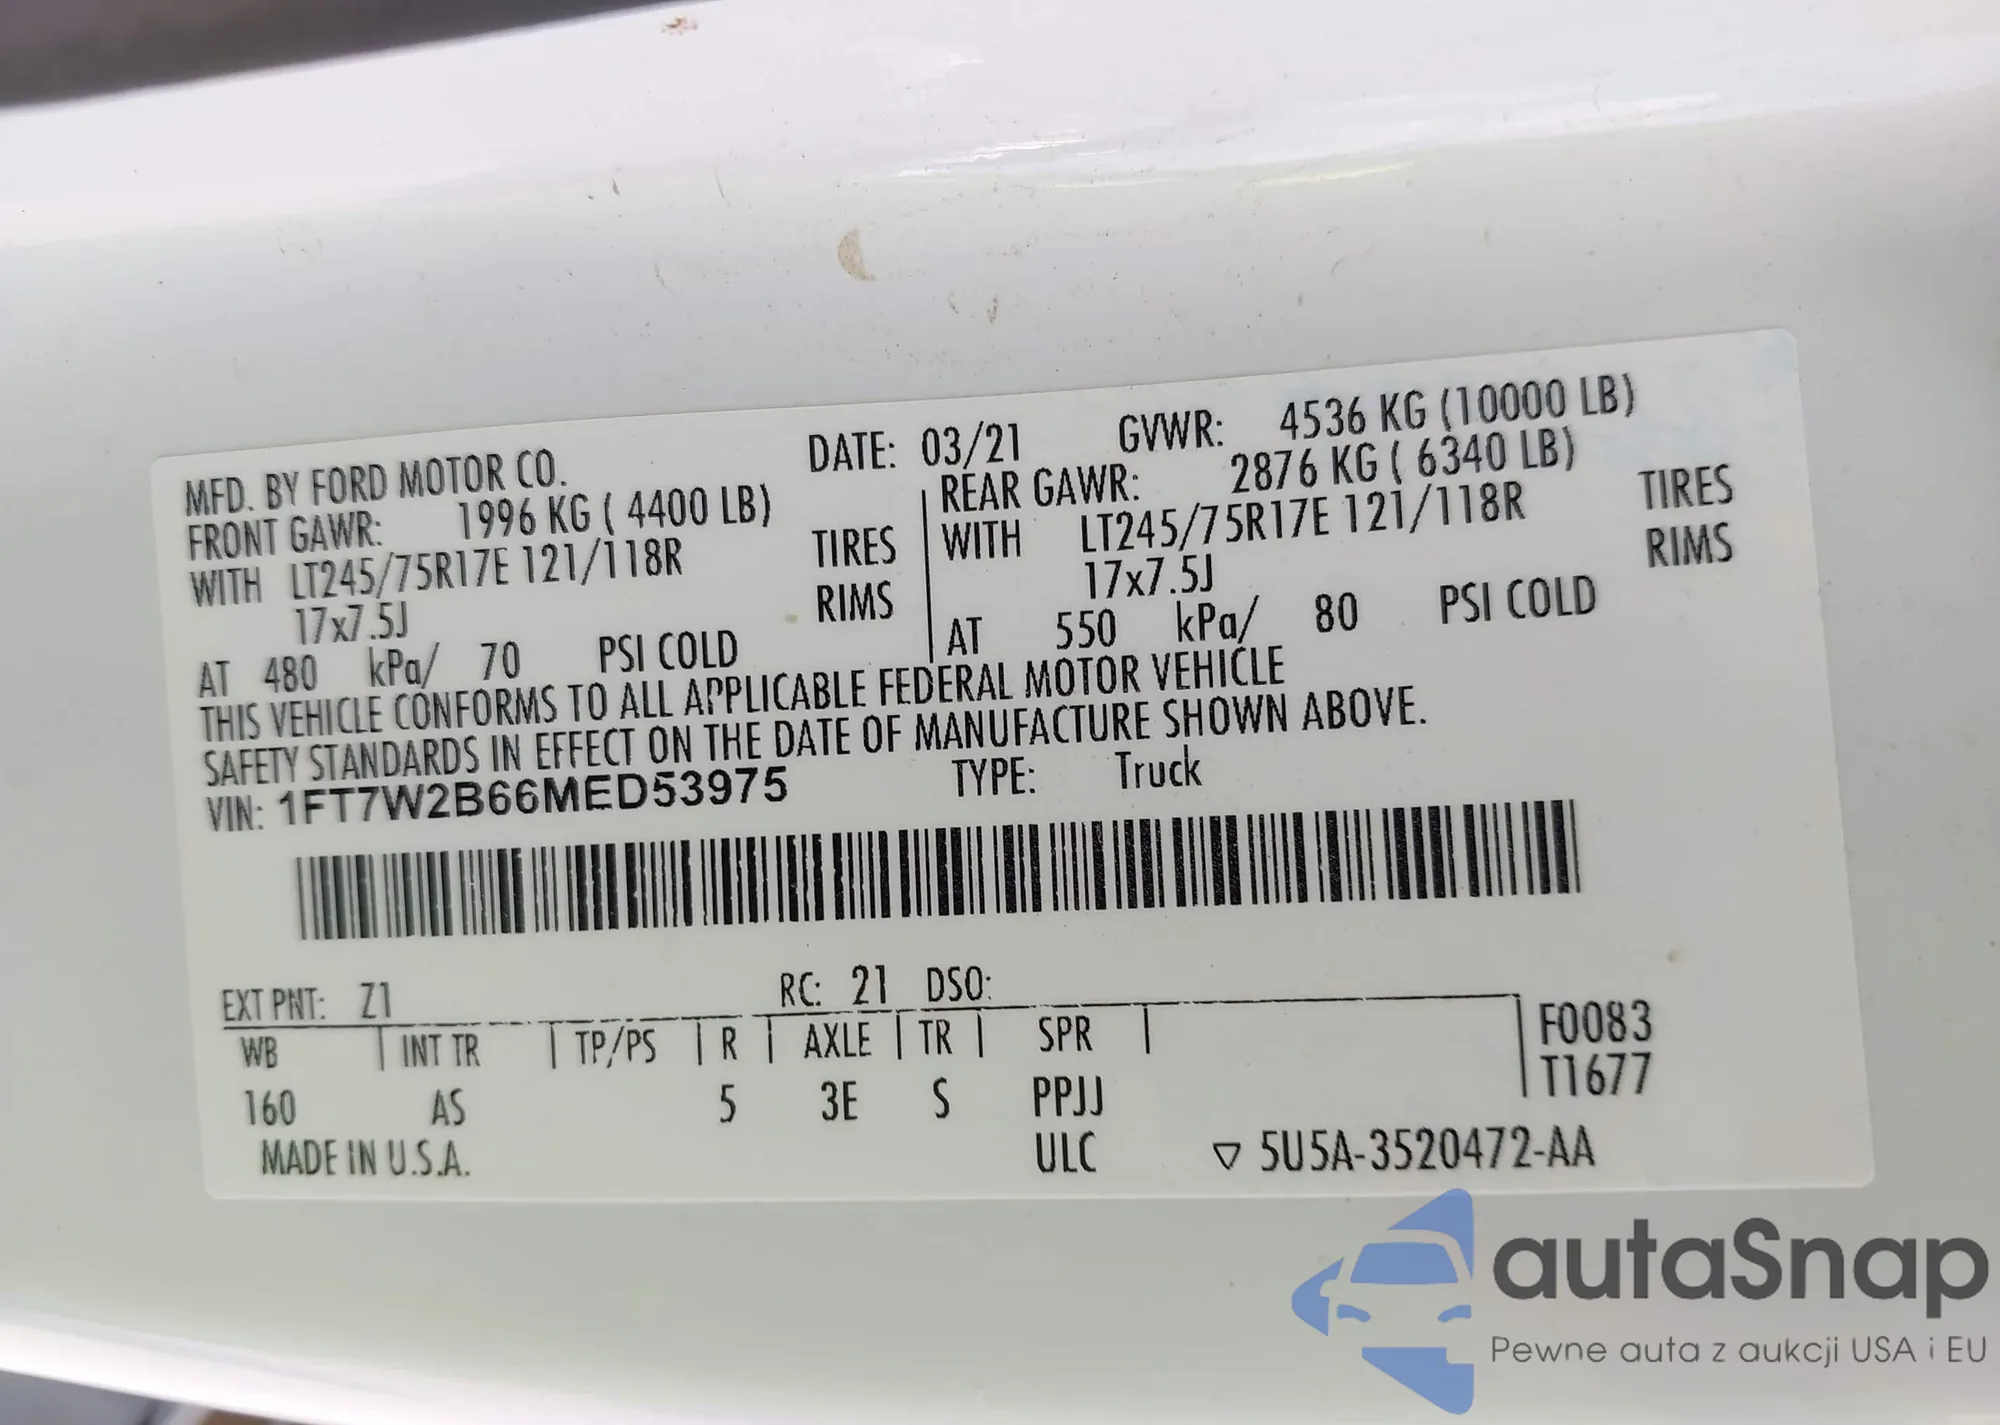 MFD. BY FORD MOTOR CO. DATE: 03/21 GVWR: 4536 KG (10000 LB)
FRONT GAWR: 1996 KG ( 4400 LB) REAR GAWR: 2876 KG ( 6340 LB)
WITH LT245/75R17E 121/118R TIRES WITH LT245/75R17E 121/118R TIRES
17x7.5J RIMS 17x7.5J RIMS
AT 480 kPa/ 70 PSI COLD AT 550 kPa/ 80 PSI COLD
THIS VEHICLE CONFORMS TO ALL APPLICABLE FEDERAL MOTOR VEHICLE
SAFETY STANDARDS IN EFFECT ON THE DATE OF MANUFACTURE SHOWN ABOVE.
VIN: 1FT7W2B66MED53975 TYPE: Truck
EXT PNT: Z1 RC: 21 DSO:
WB INT TR TP/PS R AXLE TR SPR F0083
T1677
160 AS 5 3E S PPJJ
MADE IN U.S.A. ULC ▽ 5U5A-3520472-AA
autaSnap
Pewne auta z aukcji USA i EU